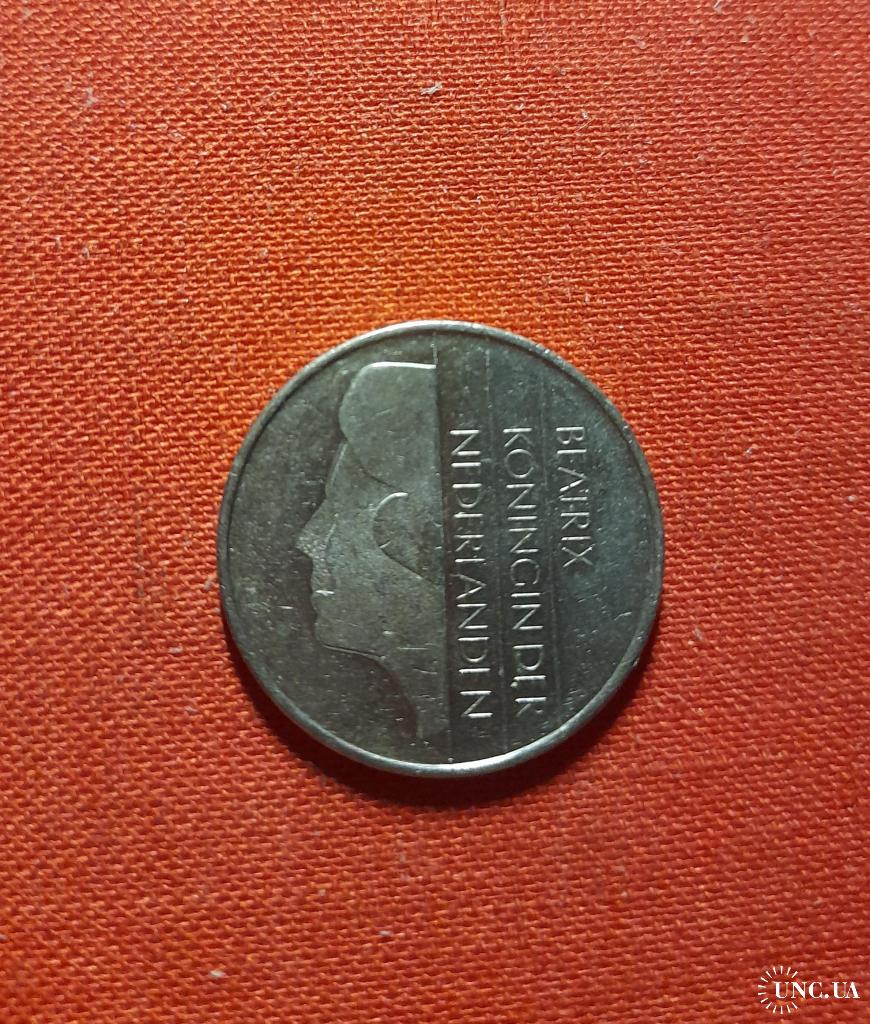 BEATRIX
KONINGIN DER
NEDERLANDEN
UNC.UA